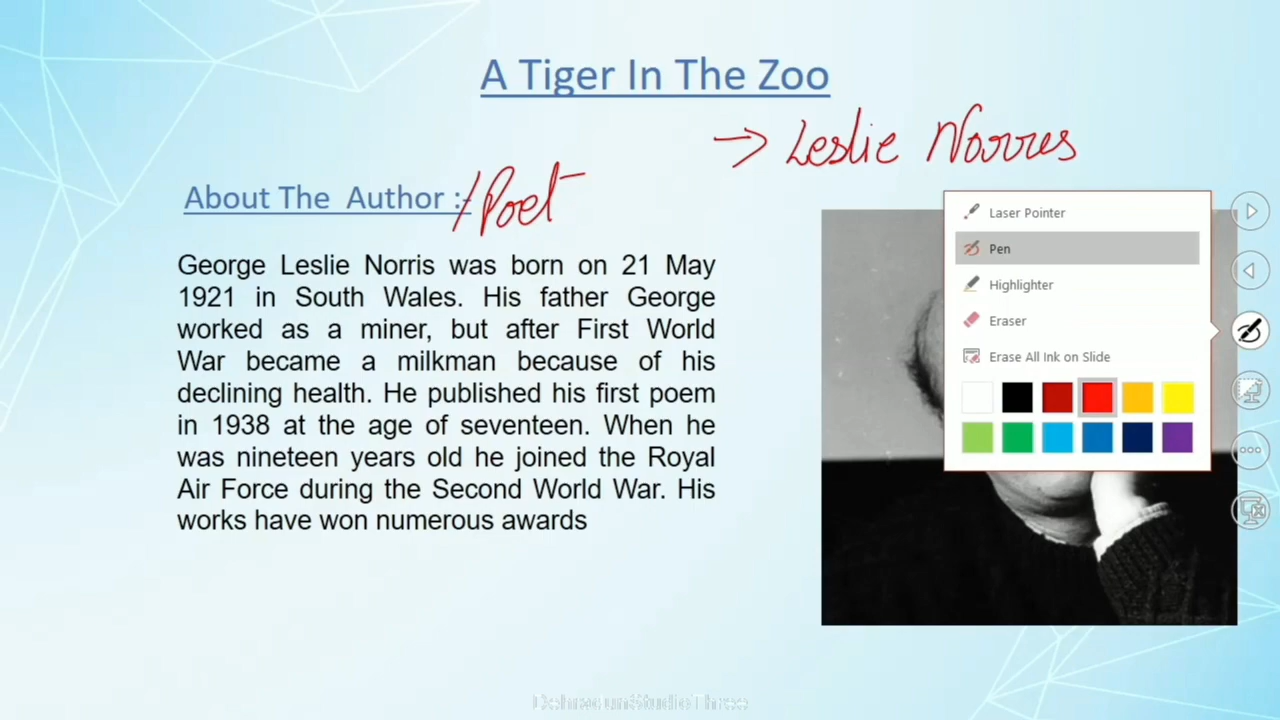 A Tiger In The Zoo
→ Leslie Norres
About The Author :- /Poet
George Leslie Norris was born on 21 May
1921 in South Wales. His father George
worked as a miner, but after First World
War became a milkman because of his
declining health. He published his first poem
in 1938 at the age of seventeen. When he
was nineteen years old he joined the Royal
Air Force during the Second World War. His
works have won numerous awards
Laser Pointer
Pen
Highlighter
Eraser
Erase All Ink on Slide